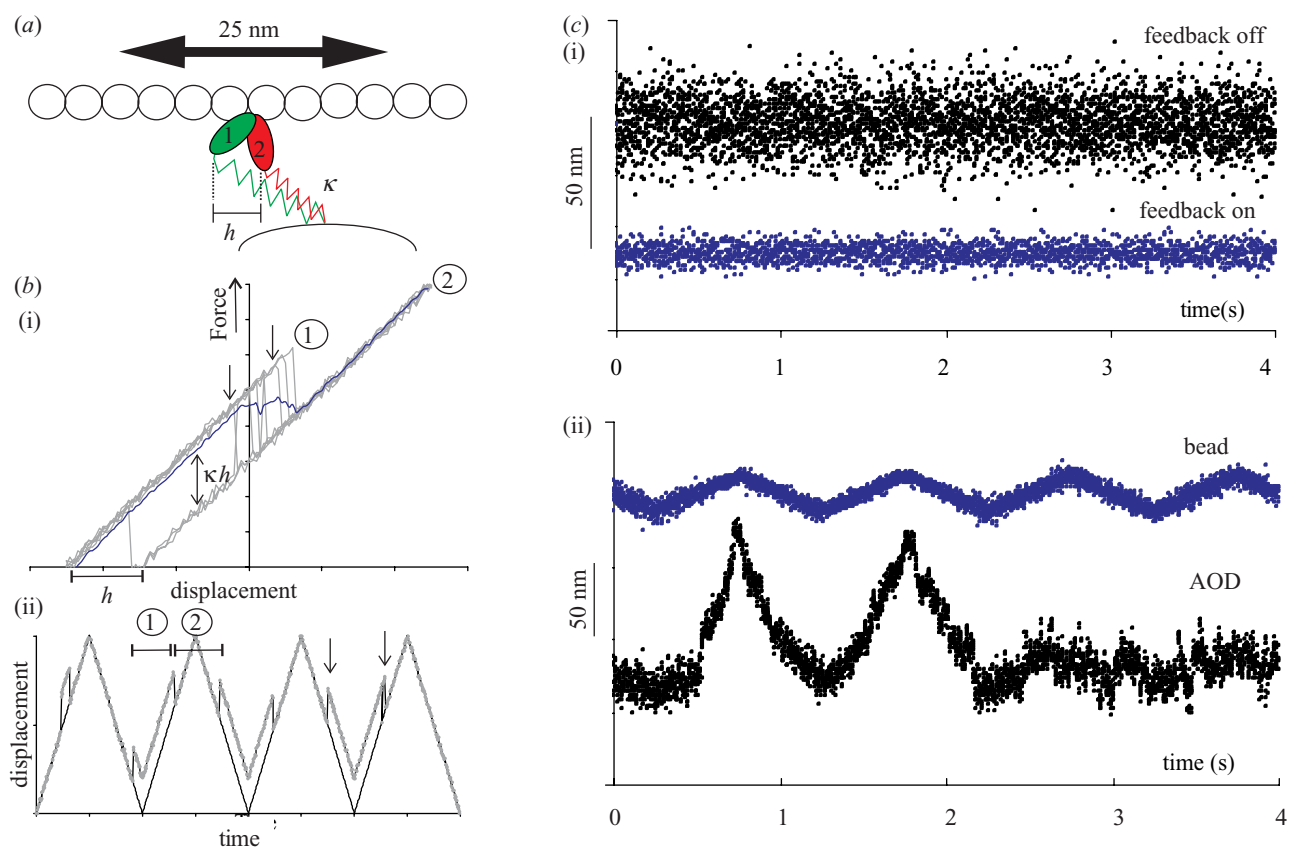 (a)
25 nm
1
2
κ
h
(b)
(i)
Force
2
1
κh
h
displacement
(ii)
1
2
displacement
time
(c)
(i)
feedback off
50 nm
feedback on
time(s)
0 1 2 3 4
(ii)
bead
50 nm
AOD
time (s)
0 1 2 3 4